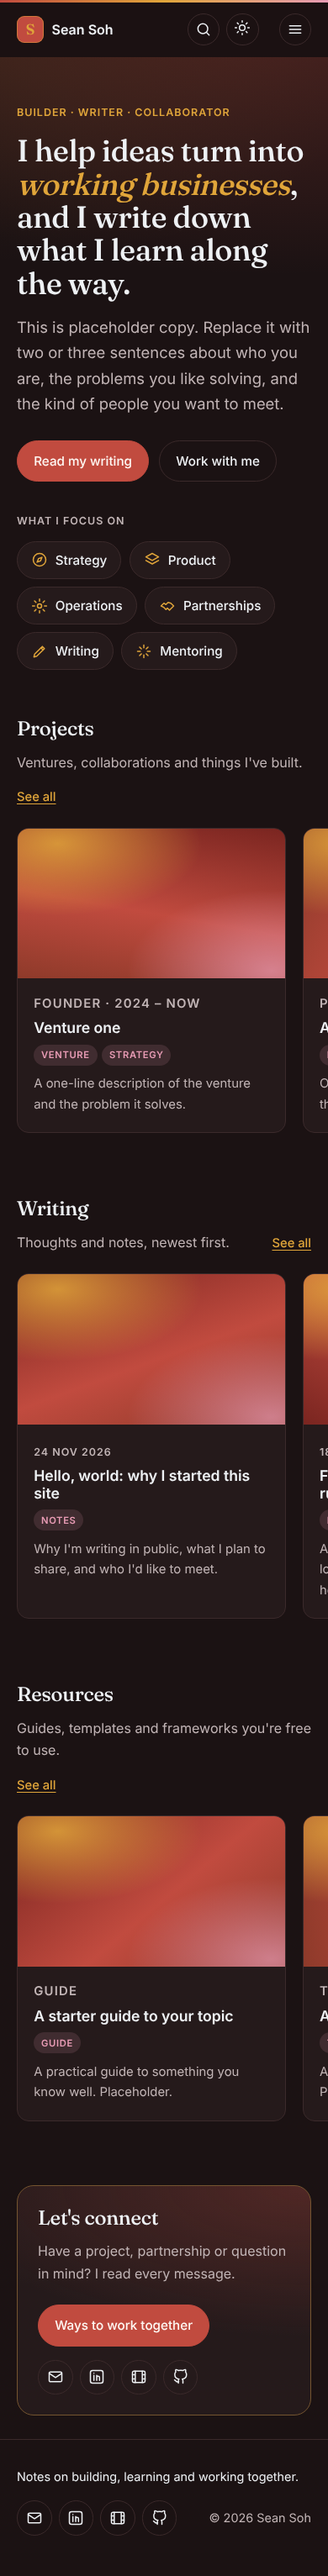 S Sean Soh
BUILDER · WRITER · COLLABORATOR
I help ideas turn into
working businesses,
and I write down
what I learn along
the way.
This is placeholder copy. Replace it with
two or three sentences about who you
are, the problems you like solving, and
the kind of people you want to meet.
Read my writing
Work with me
WHAT I FOCUS ON
Strategy
Product
Operations
Partnerships
Writing
Mentoring
Projects
Ventures, collaborations and things I've built.
See all
FOUNDER · 2024 – NOW
P
Venture one
A
VENTURE
STRATEGY
A one-line description of the venture
O
and the problem it solves.
th
Writing
Thoughts and notes, newest first.
See all
24 NOV 2026
18
Hello, world: why I started this
F
site
ru
NOTES
Why I'm writing in public, what I plan to
A
share, and who I'd like to meet.
lo
he
Resources
Guides, templates and frameworks you're free
to use.
See all
GUIDE
T
A starter guide to your topic
A
GUIDE
A practical guide to something you
A
know well. Placeholder.
P
Let's connect
Have a project, partnership or question
in mind? I read every message.
Ways to work together
Notes on building, learning and working together.
© 2026 Sean Soh